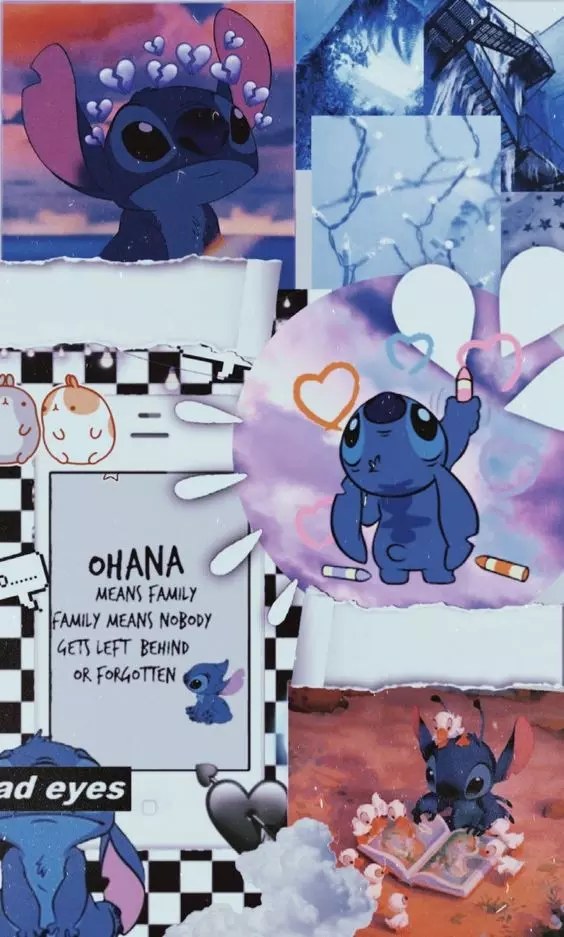 OHANA
MEANS FAMILY
FAMILY MEANS NOBODY
GETS LEFT BEHIND
OR FORGOTTEN
o......
ad eyes